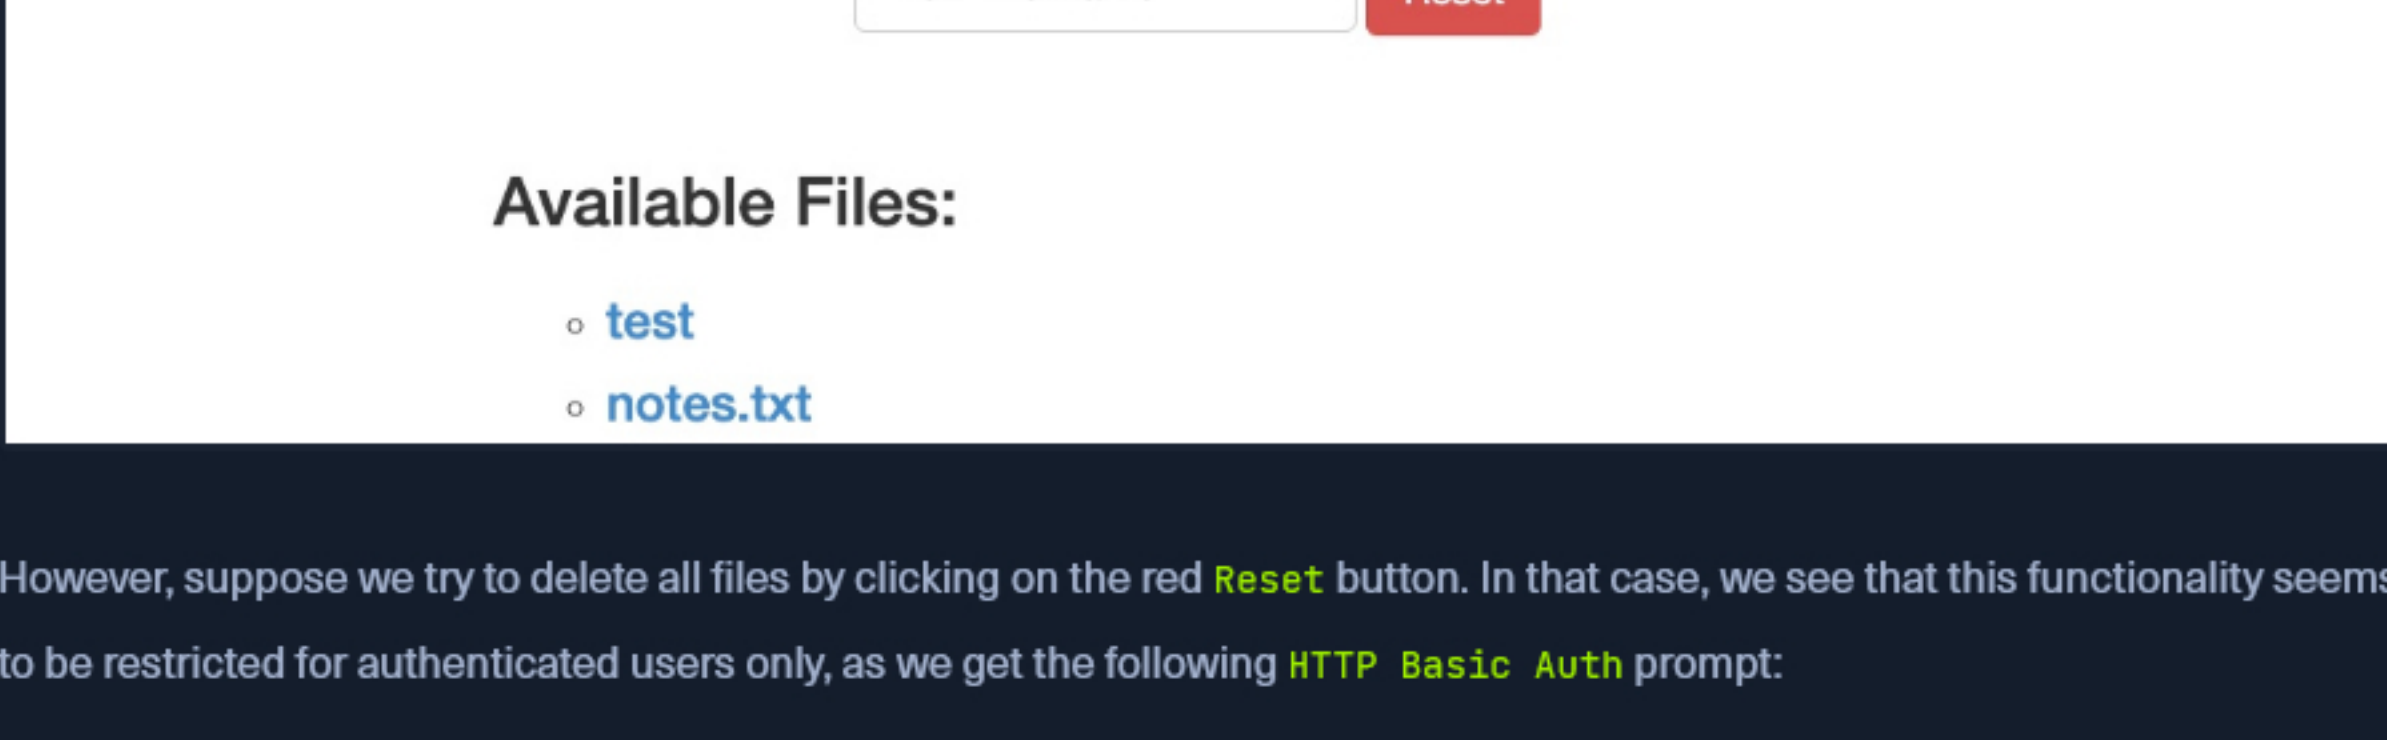 Reset
Available Files:
test
notes.txt
However, suppose we try to delete all files by clicking on the red Reset button. In that case, we see that this functionality seems
to be restricted for authenticated users only, as we get the following HTTP Basic Auth prompt: